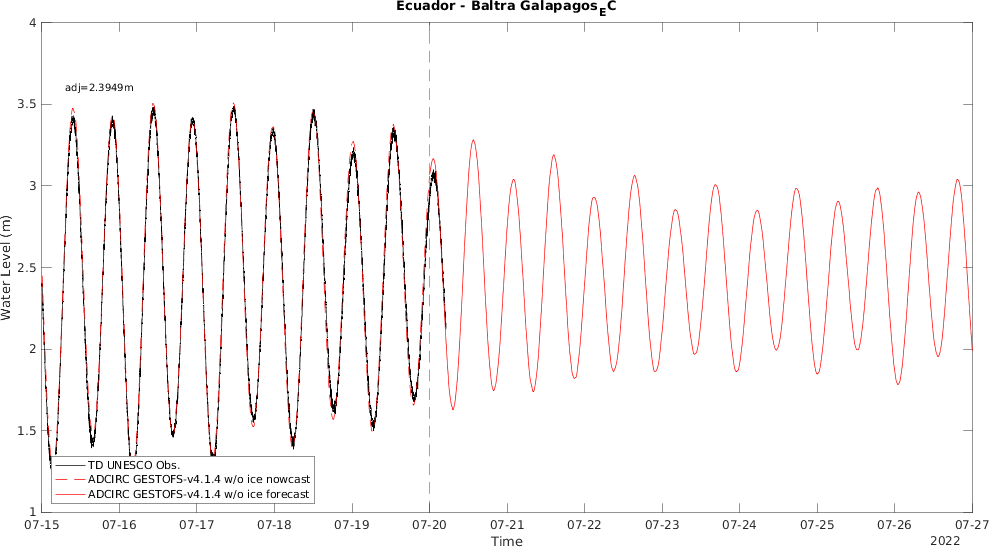 Ecuador - Baltra Galapagos_EC
4
adj=2.3949m
3.5
3
2.5
2
1.5
1
Water Level (m)
TD UNESCO Obs.
ADCIRC GESTOFS-v4.1.4 w/o ice nowcast
ADCIRC GESTOFS-v4.1.4 w/o ice forecast
07-15 07-16 07-17 07-18 07-19 07-20 07-21 07-22 07-23 07-24 07-25 07-26 07-27
Time
2022